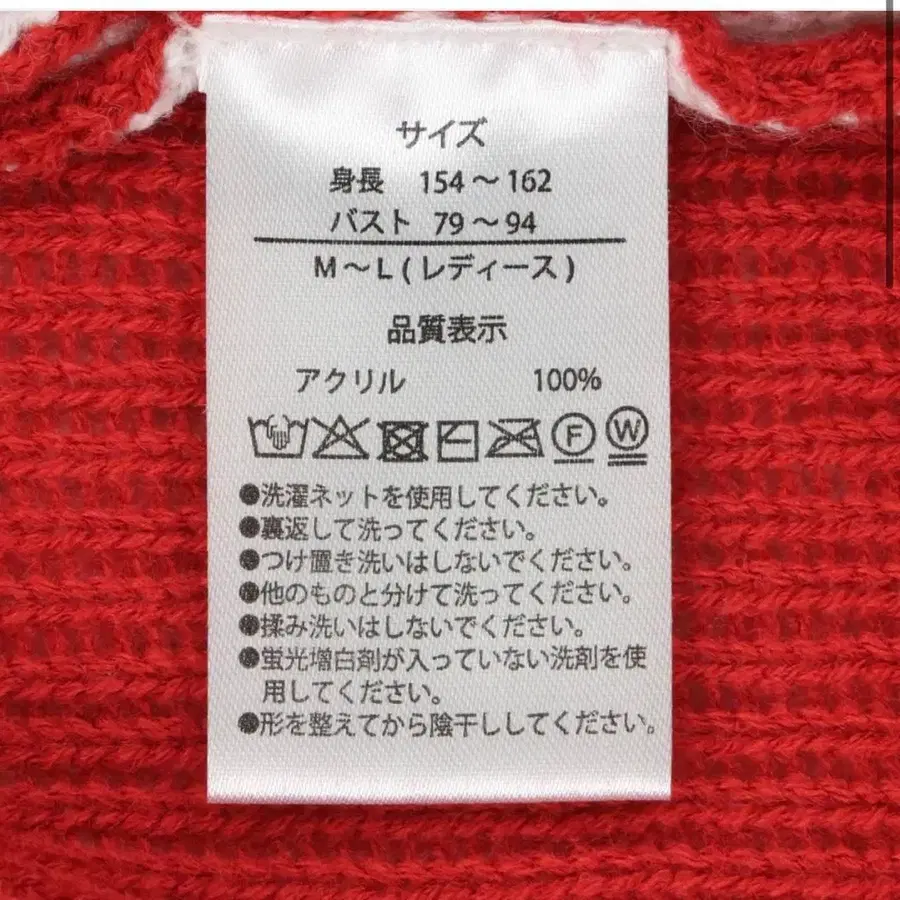 サイズ
身長 154～162
バスト 79～94
M～L(レディース)
品質表示
アクリル 100%
F W
●洗濯ネットを使用してください。
●裏返して洗ってください。
●つけ置き洗いはしないでください。
●他のものと分けて洗ってください。
●揉み洗いはしないでください。
●蛍光増白剤が入っていない洗剤を使
用してください。
●形を整えてから陰干ししてください。